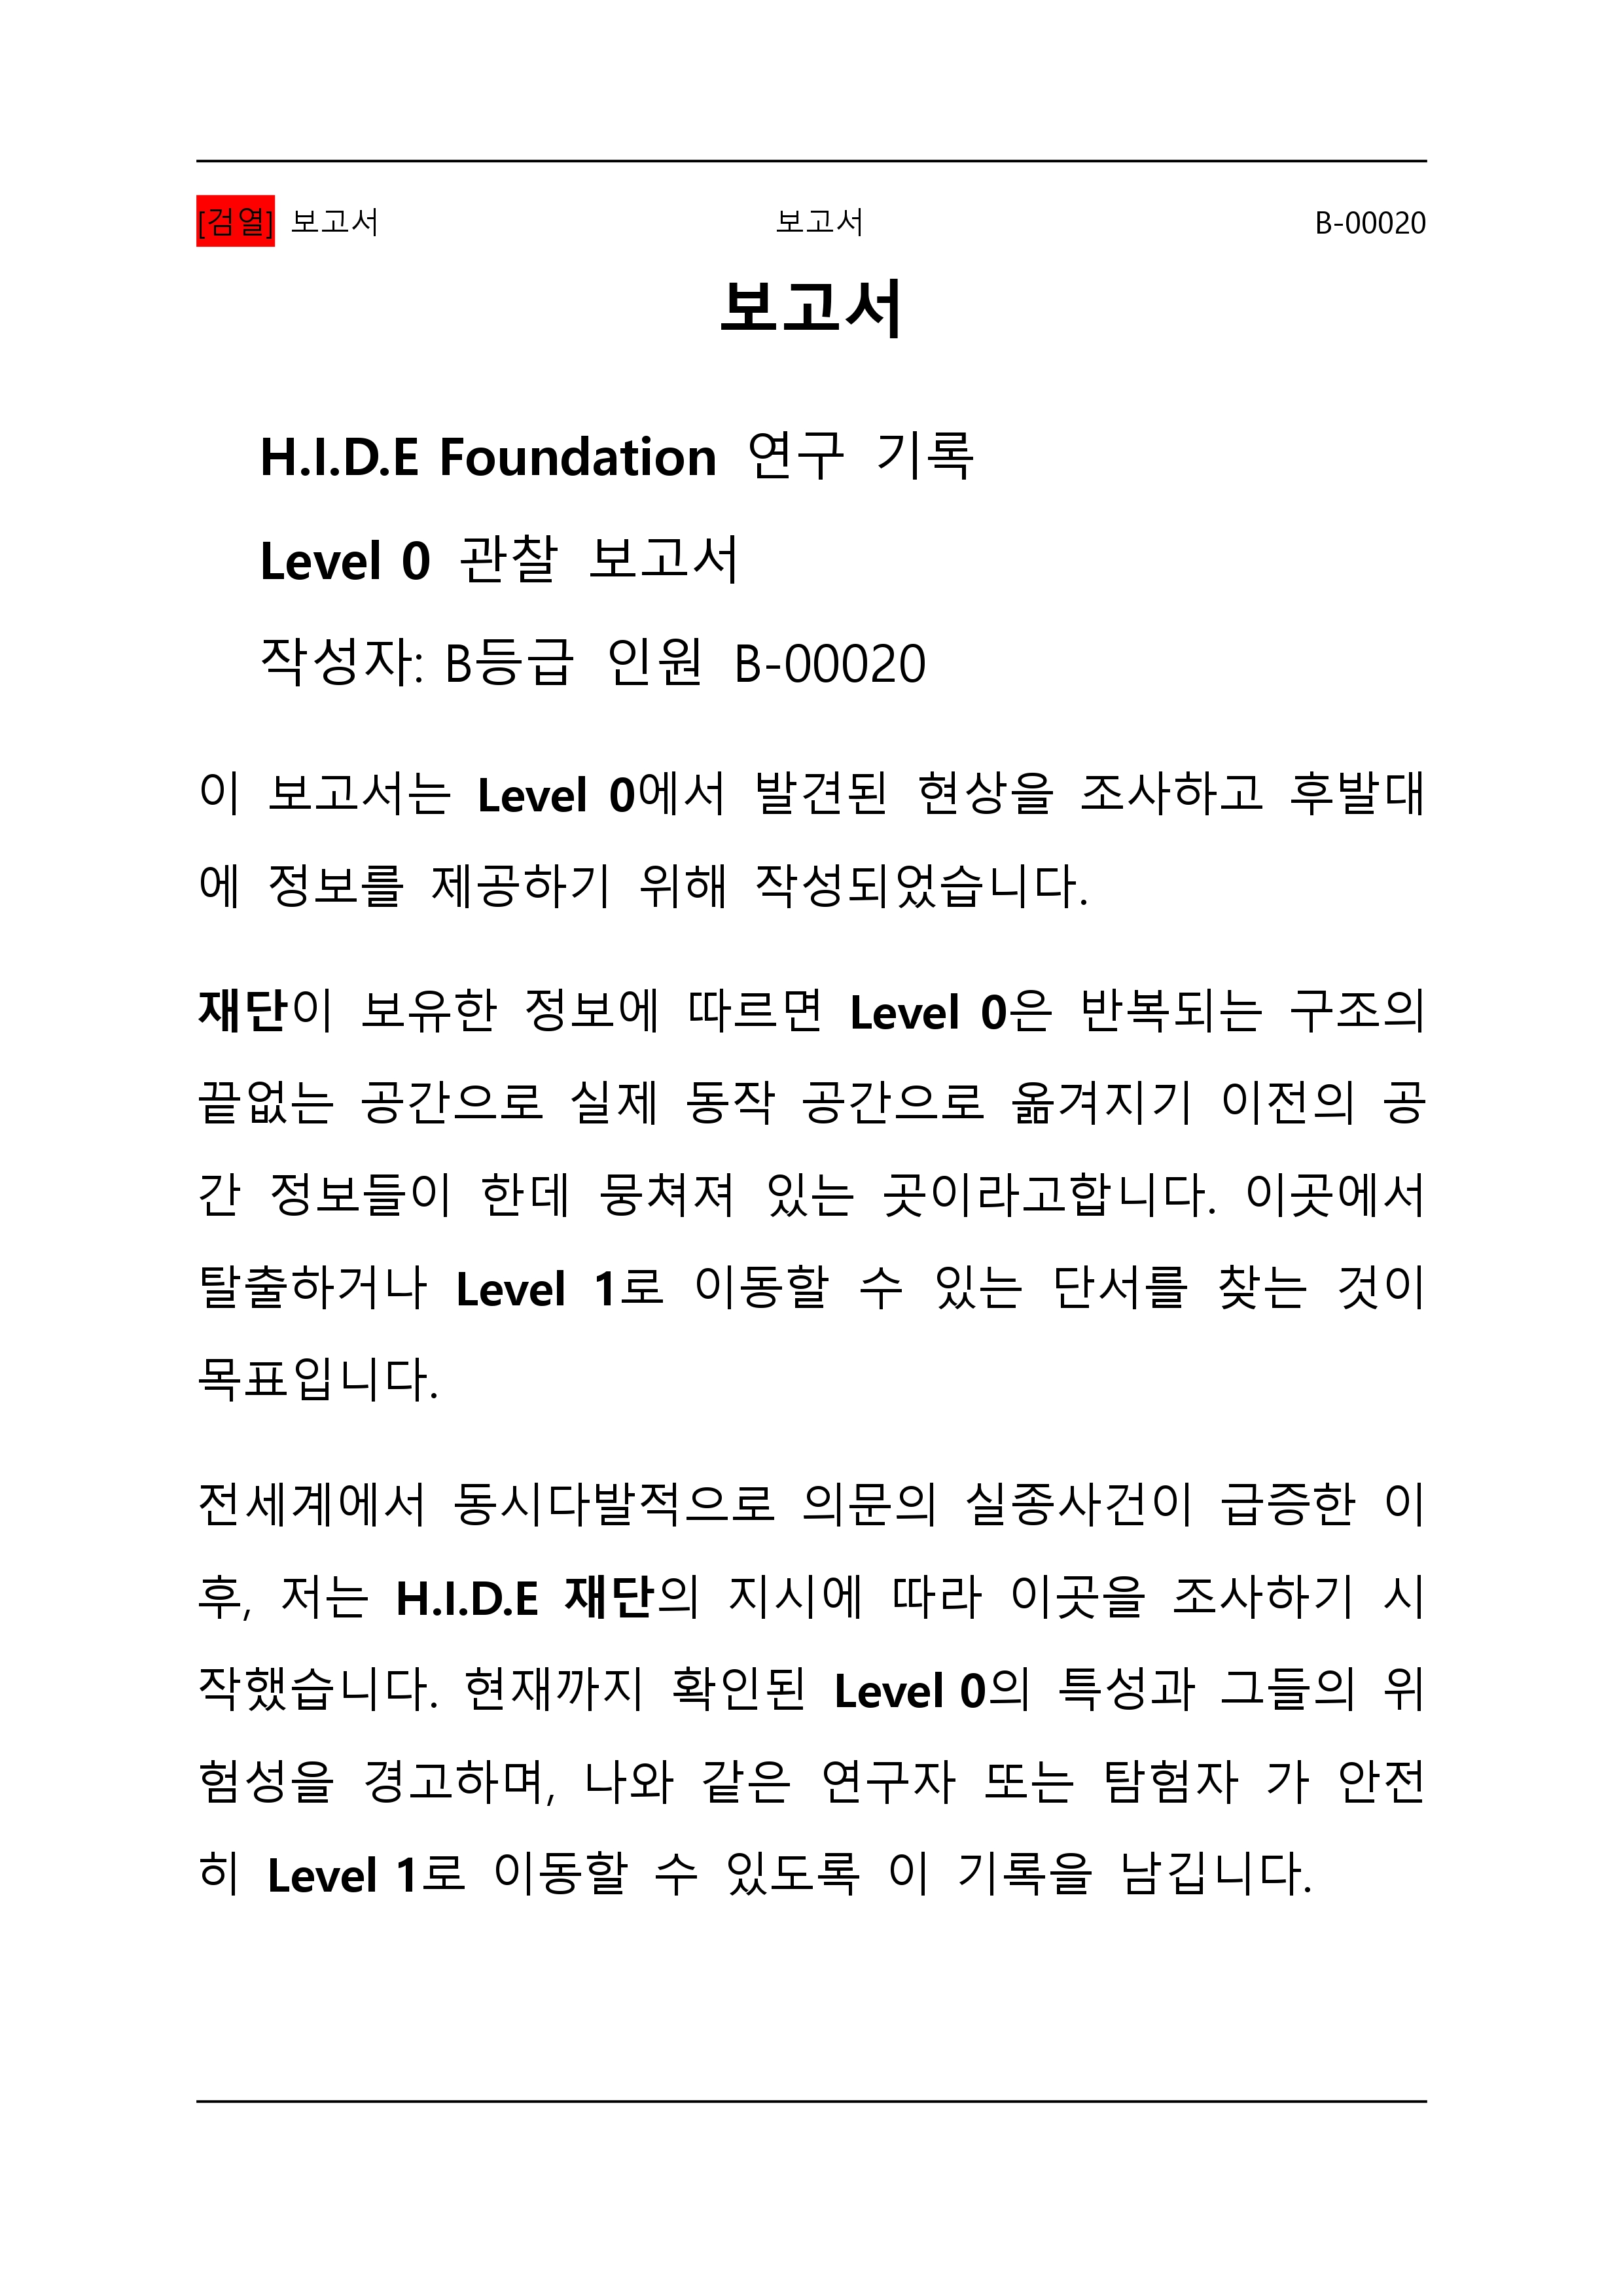 [검열] 보고서 보고서 B-00020
보고서
H.I.D.E Foundation 연구 기록
Level 0 관찰 보고서
작성자: B등급 인원 B-00020
이 보고서는 Level 0에서 발견된 현상을 조사하고 후발대
에 정보를 제공하기 위해 작성되었습니다.
재단이 보유한 정보에 따르면 Level 0은 반복되는 구조의
끝없는 공간으로 실제 동작 공간으로 옮겨지기 이전의 공
간 정보들이 한데 뭉쳐져 있는 곳이라고합니다. 이곳에서
탈출하거나 Level 1로 이동할 수 있는 단서를 찾는 것이
목표입니다.
전세계에서 동시다발적으로 의문의 실종사건이 급증한 이
후, 저는 H.I.D.E 재단의 지시에 따라 이곳을 조사하기 시
작했습니다. 현재까지 확인된 Level 0의 특성과 그들의 위
험성을 경고하며, 나와 같은 연구자 또는 탐험자 가 안전
히 Level 1로 이동할 수 있도록 이 기록을 남깁니다.